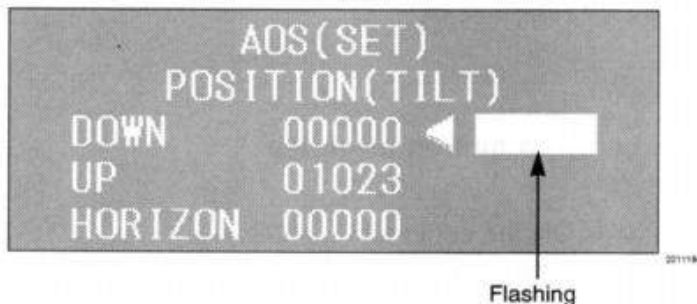 AOS(SET)
POSITION(TILT)
DOWN 00000
UP 01023
HORIZON 00000
Flashing